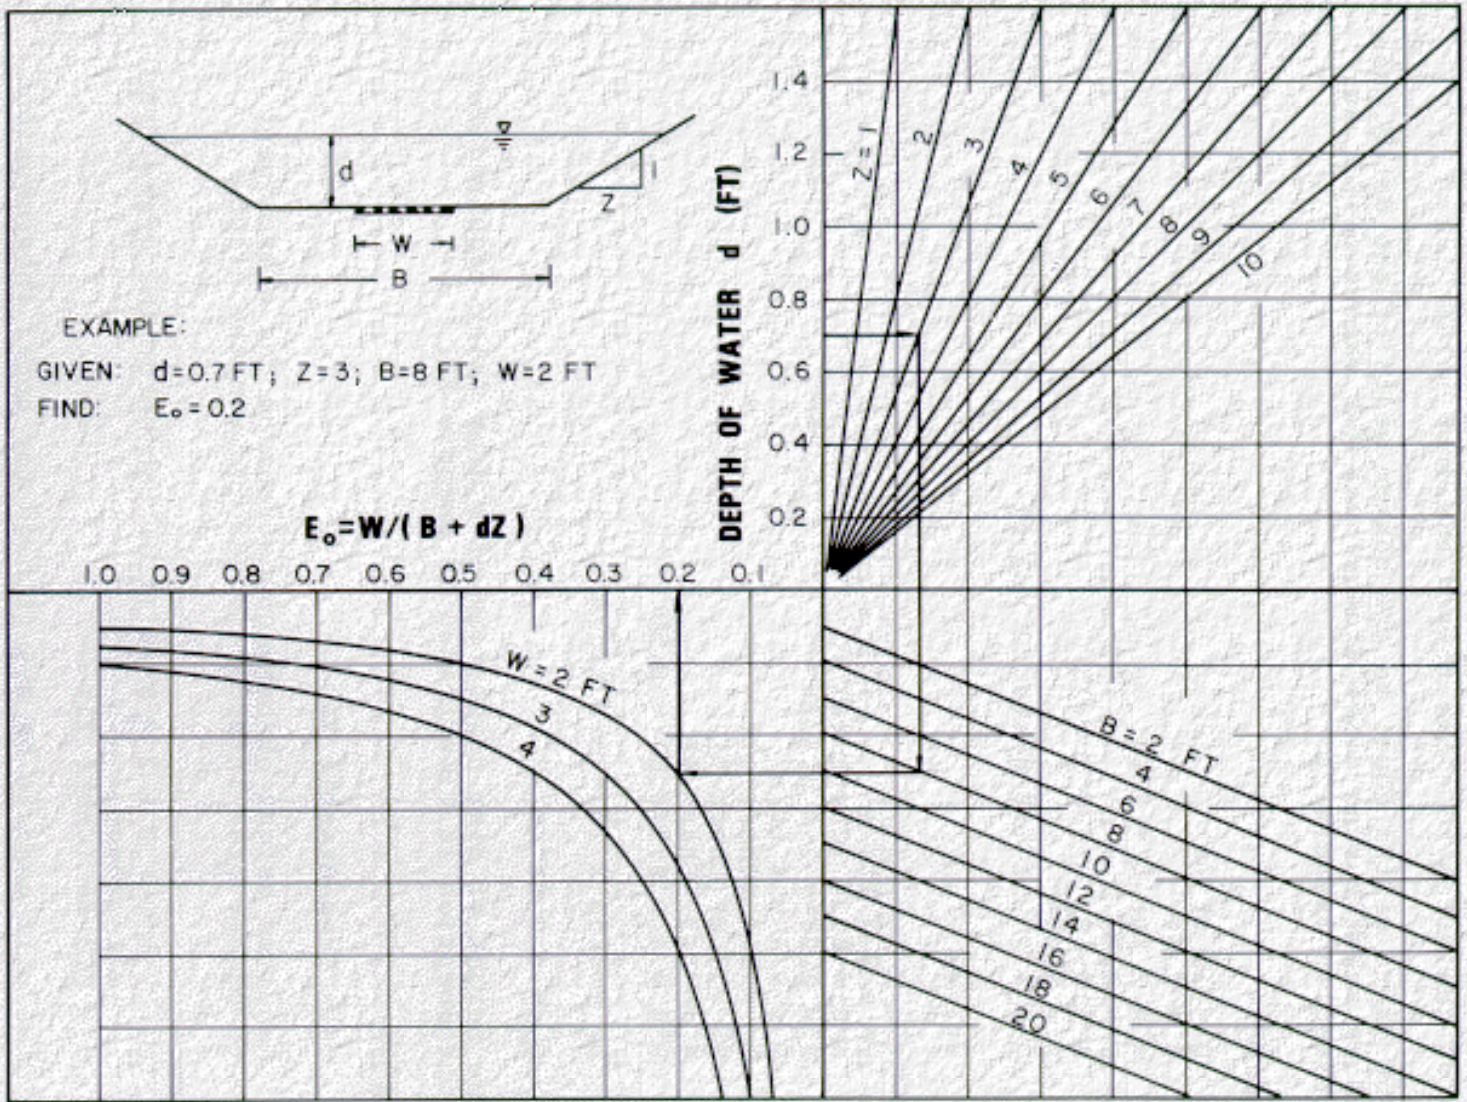 d
1
Z
W
B
EXAMPLE:
GIVEN: d=0.7 FT; Z=3; B=8 FT; W=2 FT
FIND: Eₒ = 0.2
Eₒ=W/( B + dZ )
1.0 0.9 0.8 0.7 0.6 0.5 0.4 0.3 0.2 0.1
DEPTH OF WATER d (FT)
1.4
1.2
1.0
0.8
0.6
0.4
0.2
Z = 1
2
3
4
5
6
7
8
9
10
W = 2 FT
3
4
B = 2 FT
4
6
8
10
12
14
16
18
20